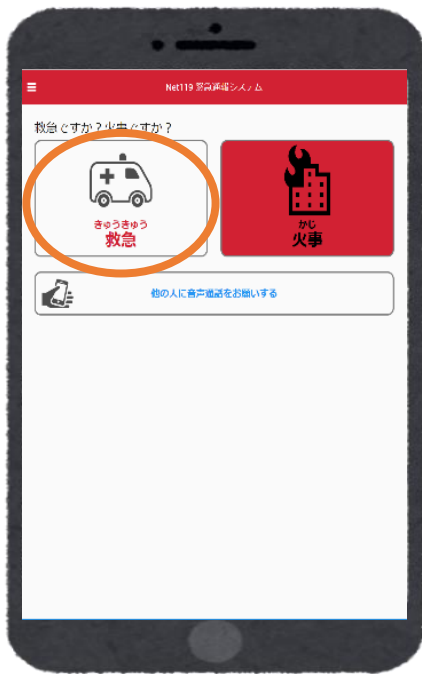 Net119 緊急通報システム
救急ですか？火事ですか？
きゅうきゅう
救急
かじ
火事
他の人に音声通話をお願いする